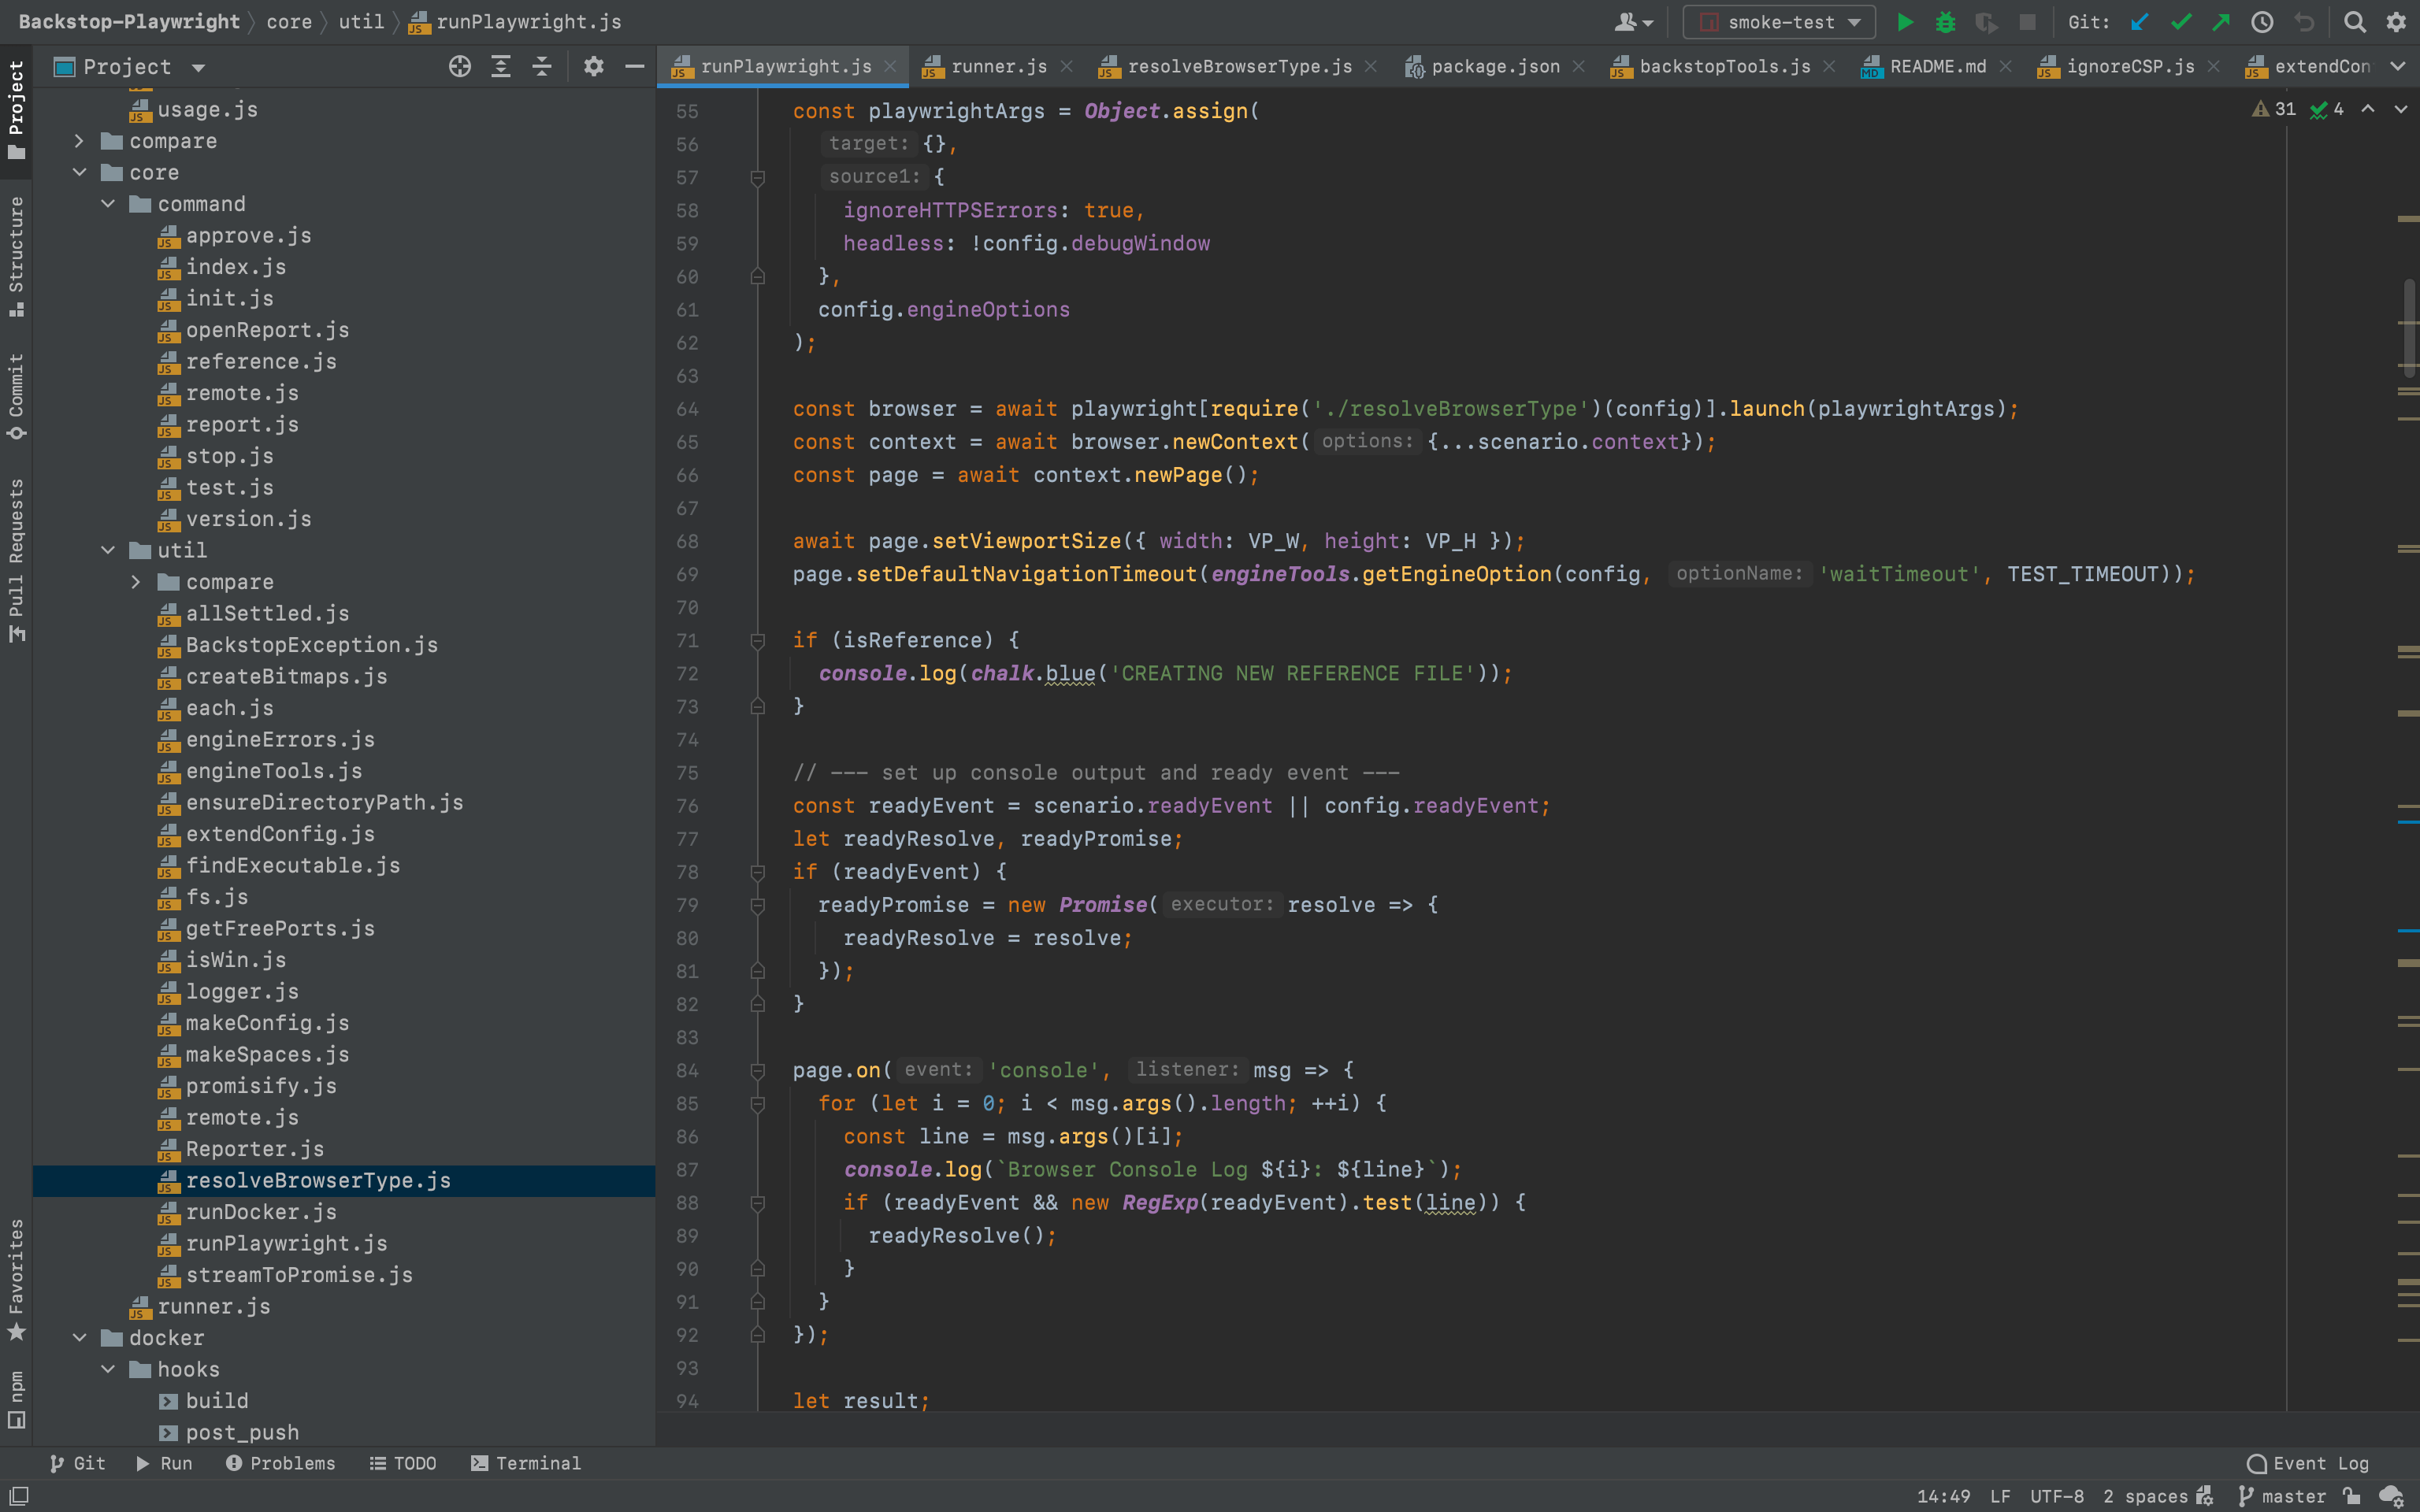 Backstop-Playwright core util runPlaywright.js
smoke-test
Git:
Project
runPlaywright.js
runner.js
resolveBrowserType.js
package.json
backstopTools.js
README.md
ignoreCSP.js
extendCon
Project
Structure
Commit
Pull Requests
Favorites
npm
usage.js
compare
core
command
approve.js
index.js
init.js
openReport.js
reference.js
remote.js
report.js
stop.js
test.js
version.js
util
compare
allSettled.js
BackstopException.js
createBitmaps.js
each.js
engineErrors.js
engineTools.js
ensureDirectoryPath.js
extendConfig.js
findExecutable.js
fs.js
getFreePorts.js
isWin.js
logger.js
makeConfig.js
makeSpaces.js
promisify.js
remote.js
Reporter.js
resolveBrowserType.js
runDocker.js
runPlaywright.js
streamToPromise.js
runner.js
docker
hooks
build
post_push
31 4
55 const playwrightArgs = Object.assign(
56 target: {},
57 source1: {
58 ignoreHTTPSErrors: true,
59 headless: !config.debugWindow
60 },
61 config.engineOptions
62 );
63
64 const browser = await playwright[require('./resolveBrowserType')(config)].launch(playwrightArgs);
65 const context = await browser.newContext( options: {...scenario.context});
66 const page = await context.newPage();
67
68 await page.setViewportSize({ width: VP_W, height: VP_H });
69 page.setDefaultNavigationTimeout(engineTools.getEngineOption(config, optionName: 'waitTimeout', TEST_TIMEOUT));
70
71 if (isReference) {
72 console.log(chalk.blue('CREATING NEW REFERENCE FILE'));
73 }
74
75 // --- set up console output and ready event ---
76 const readyEvent = scenario.readyEvent || config.readyEvent;
77 let readyResolve, readyPromise;
78 if (readyEvent) {
79 readyPromise = new Promise( executor: resolve => {
80 readyResolve = resolve;
81 });
82 }
83
84 page.on( event: 'console', listener: msg => {
85 for (let i = 0; i < msg.args().length; ++i) {
86 const line = msg.args()[i];
87 console.log(`Browser Console Log ${i}: ${line}`);
88 if (readyEvent && new RegExp(readyEvent).test(line)) {
89 readyResolve();
90 }
91 }
92 });
93
94 let result;
Git Run Problems TODO Terminal Event Log
14:49 LF UTF-8 2 spaces master